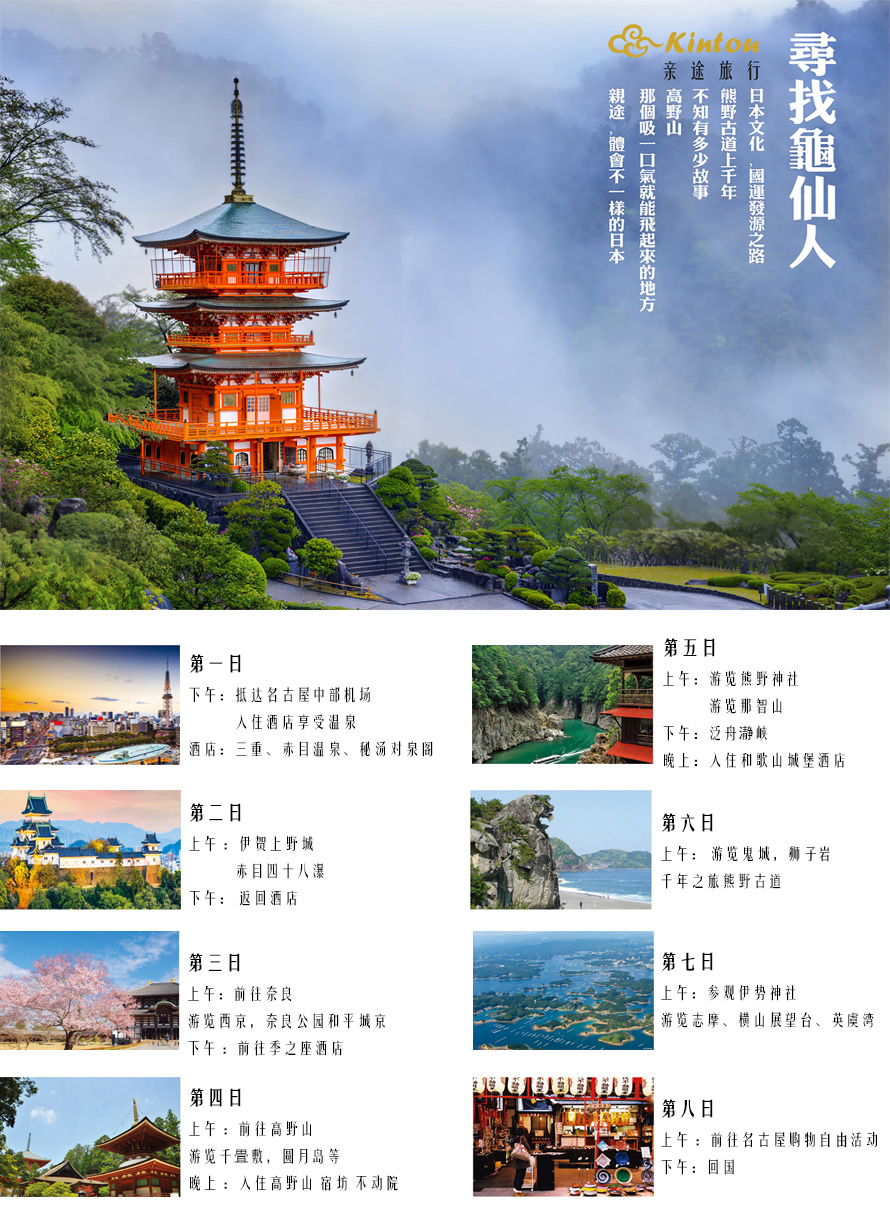 Kintou
亲途旅行
尋找龜仙人
日本文化,國運發源之路
熊野古道上千年
不知有多少故事
高野山
那個吸一口氣就能飛起來的地方
親途,體會不一樣的日本
第一日
下午：抵达名古屋中部机场
入住酒店享受温泉
酒店：三重、赤目温泉、秘汤对泉阁
第二日
上午：伊贺上野城
赤目四十八瀑
下午：返回酒店
第三日
上午：前往奈良
游览西京，奈良公园和平城京
下午：前往季之座酒店
第四日
上午：前往高野山
游览千畳敷，圆月岛等
晚上：入住高野山 宿坊 不动院
第五日
上午：游览熊野神社
游览那智山
下午：泛舟瀞峡
晚上：入住和歌山城堡酒店
第六日
上午： 游览鬼城，狮子岩
千年之旅熊野古道
第七日
上午：参观伊势神社
游览志摩、横山展望台、英虞湾
第八日
上午：前往名古屋购物自由活动
下午：回国